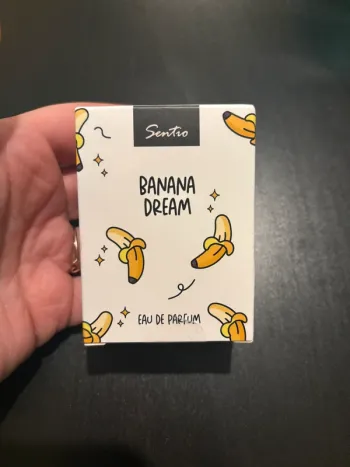 Sentio
BANANA
DREAM
EAU DE PARFUM